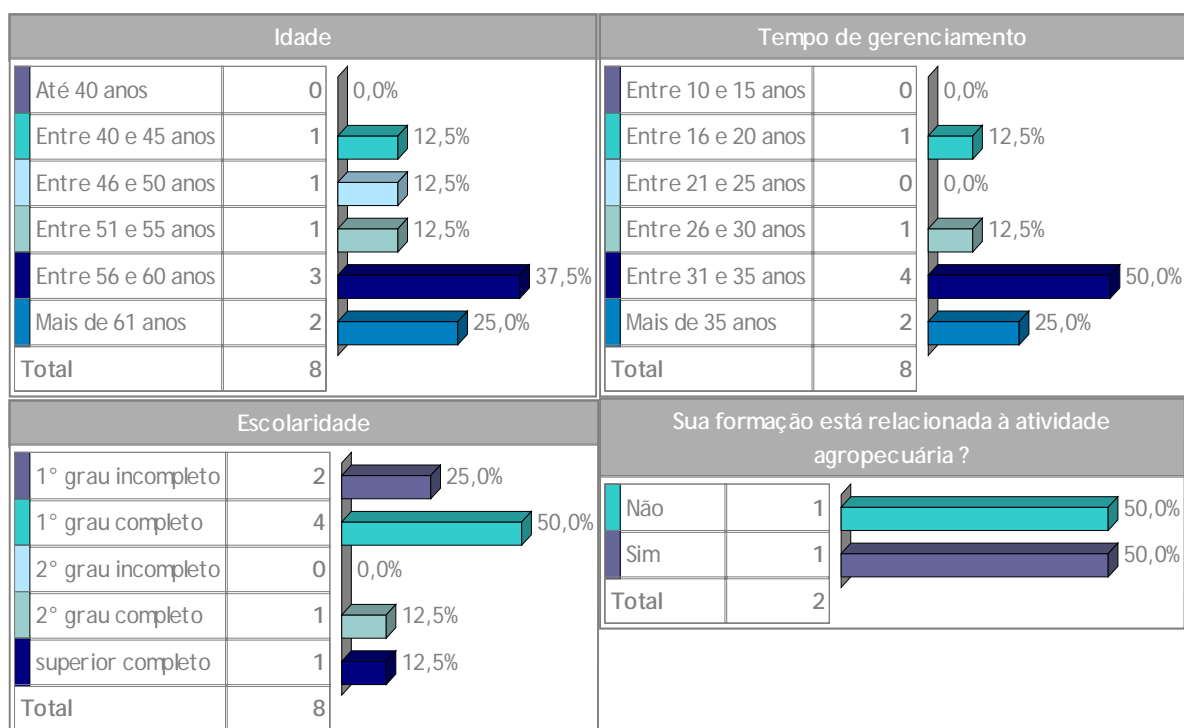 Idade
Até 40 anos 0 0,0%
Entre 40 e 45 anos 1 12,5%
Entre 46 e 50 anos 1 12,5%
Entre 51 e 55 anos 1 12,5%
Entre 56 e 60 anos 3 37,5%
Mais de 61 anos 2 25,0%
Total 8
Tempo de gerenciamento
Entre 10 e 15 anos 0 0,0%
Entre 16 e 20 anos 1 12,5%
Entre 21 e 25 anos 0 0,0%
Entre 26 e 30 anos 1 12,5%
Entre 31 e 35 anos 4 50,0%
Mais de 35 anos 2 25,0%
Total 8
Escolaridade
1° grau incompleto 2 25,0%
1° grau completo 4 50,0%
2° grau incompleto 0 0,0%
2° grau completo 1 12,5%
superior completo 1 12,5%
Total 8
Sua formação está relacionada à atividade
agropecuária ?
Não 1 50,0%
Sim 1 50,0%
Total 2